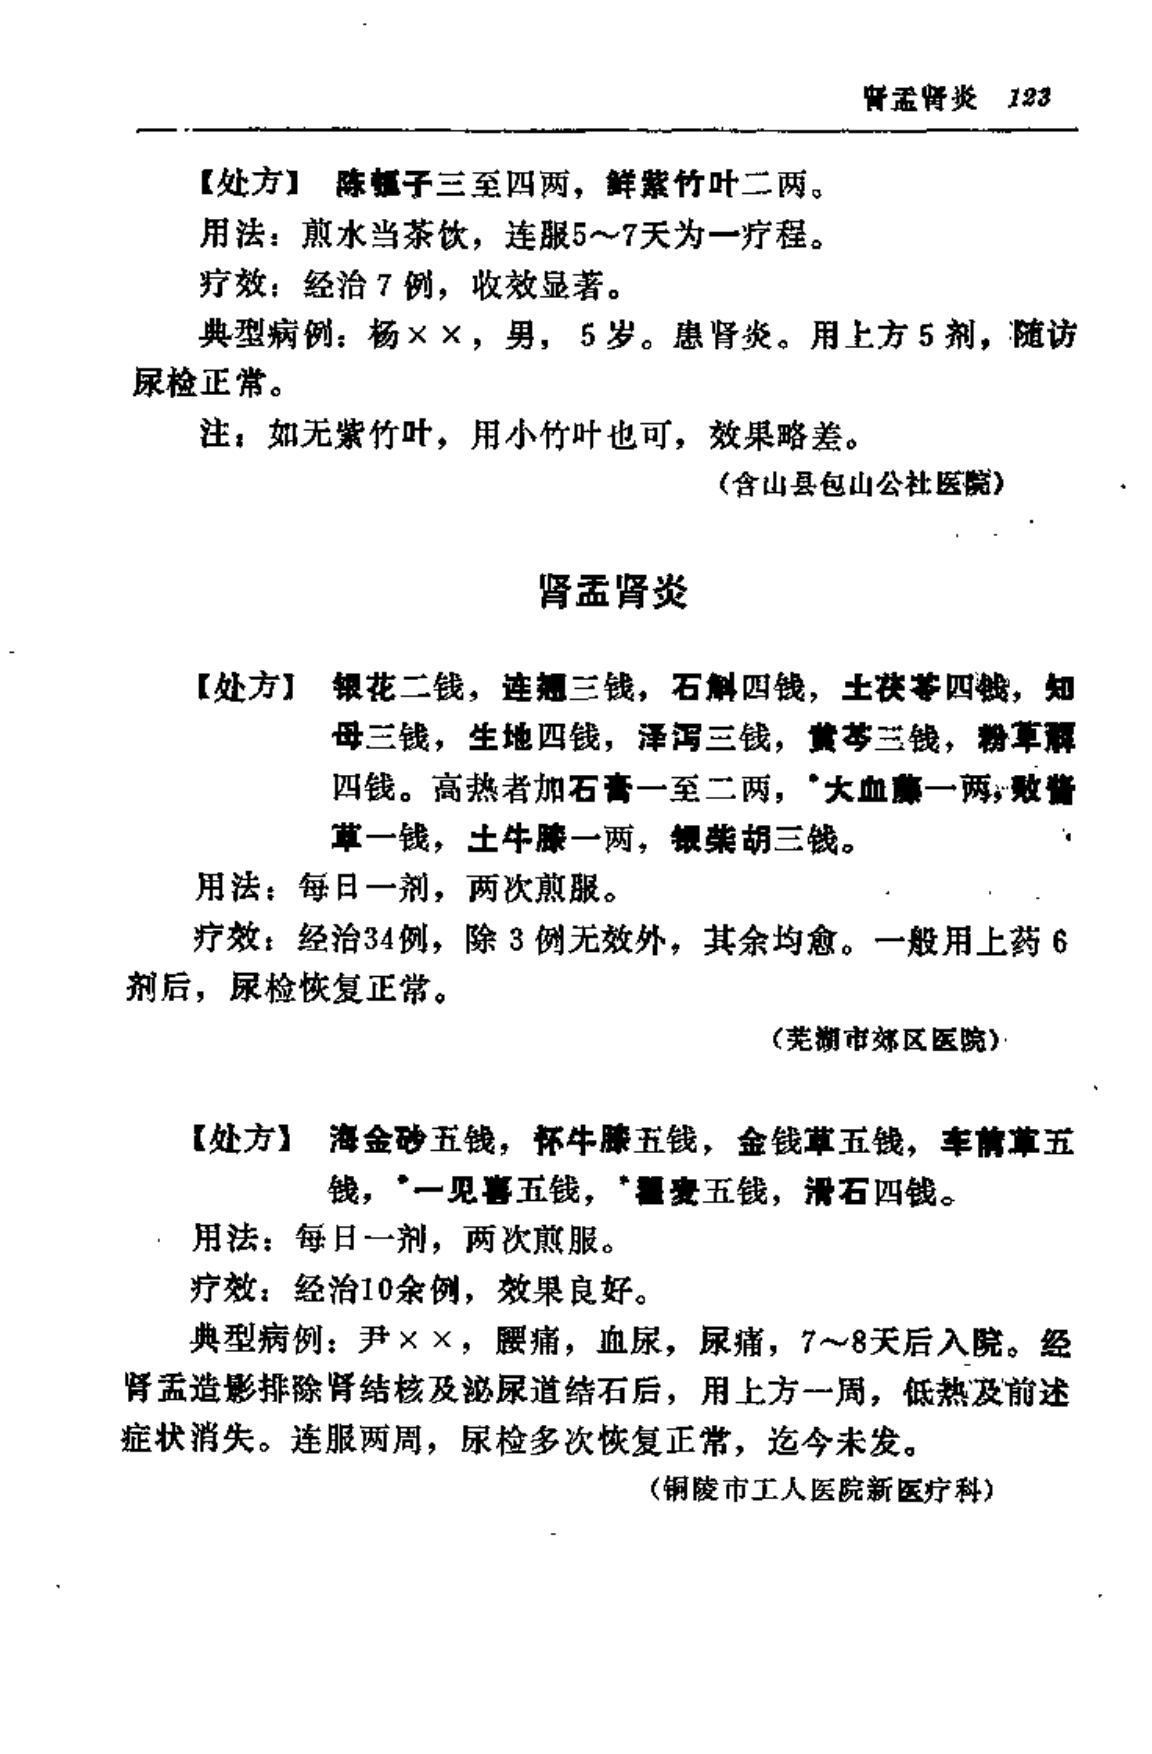 肾盂肾炎 123
【处方】 陈瓠子三至四两，鲜紫竹叶二两。
用法：煎水当茶饮，连服5～7天为一疗程。
疗效：经治7例，收效显著。
典型病例：杨××，男，5岁。患肾炎。用上方5剂，随访
尿检正常。
注：如无紫竹叶，用小竹叶也可，效果略差。
（含山县包山公社医院）
肾盂肾炎
【处方】 银花二钱，连翘三钱，石斛四钱，土茯苓四钱，知
母三钱，生地四钱，泽泻三钱，黄芩三钱，粉萆薢
四钱。高热者加石膏一至二两，*大血藤一两，败酱
草一钱，土牛膝一两，银柴胡三钱。
用法：每日一剂，两次煎服。
疗效：经治34例，除3例无效外，其余均愈。一般用上药6
剂后，尿检恢复正常。
（芜湖市郊区医院）
【处方】 海金砂五钱，怀牛膝五钱，金钱草五钱，车前草五
钱，*一见喜五钱，*瞿麦五钱，滑石四钱。
用法：每日一剂，两次煎服。
疗效：经治10余例，效果良好。
典型病例：尹××，腰痛，血尿，尿痛，7～8天后入院。经
肾盂造影排除肾结核及泌尿道结石后，用上方一周，低热及前述
症状消失。连服两周，尿检多次恢复正常，迄今未发。
（铜陵市工人医院新医疗科）